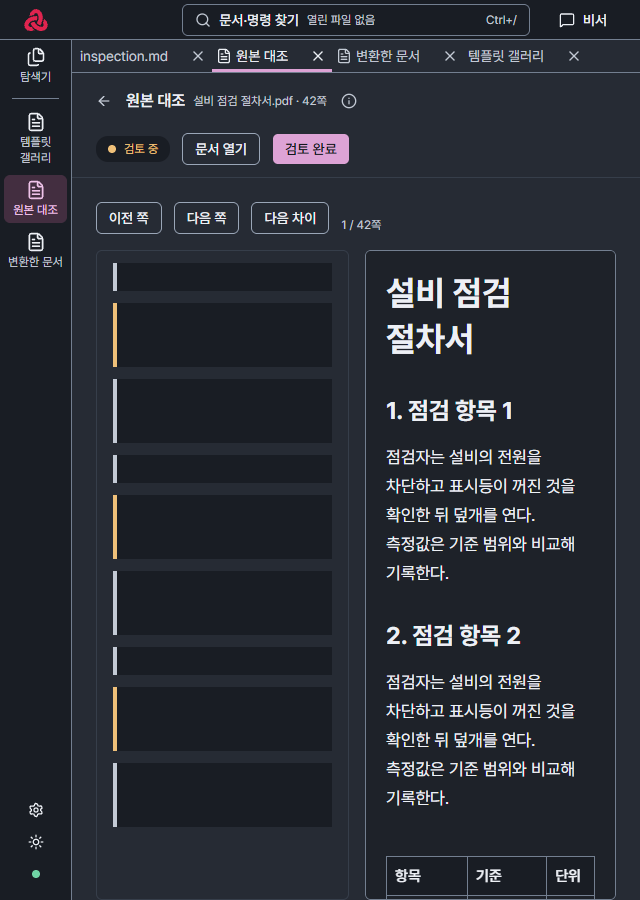 문서·명령 찾기 열린 파일 없음 Ctrl+/
비서
탐색기
템플릿
갤러리
원본 대조
변환한 문서
inspection.md
원본 대조
변환한 문서
템플릿 갤러리
원본 대조 설비 점검 절차서.pdf · 42쪽
검토 중
문서 열기
검토 완료
이전 쪽
다음 쪽
다음 차이
1 / 42쪽
설비 점검
절차서
1. 점검 항목 1
점검자는 설비의 전원을
차단하고 표시등이 꺼진 것을
확인한 뒤 덮개를 연다.
측정값은 기준 범위와 비교해
기록한다.
2. 점검 항목 2
점검자는 설비의 전원을
차단하고 표시등이 꺼진 것을
확인한 뒤 덮개를 연다.
측정값은 기준 범위와 비교해
기록한다.
항목 기준 단위